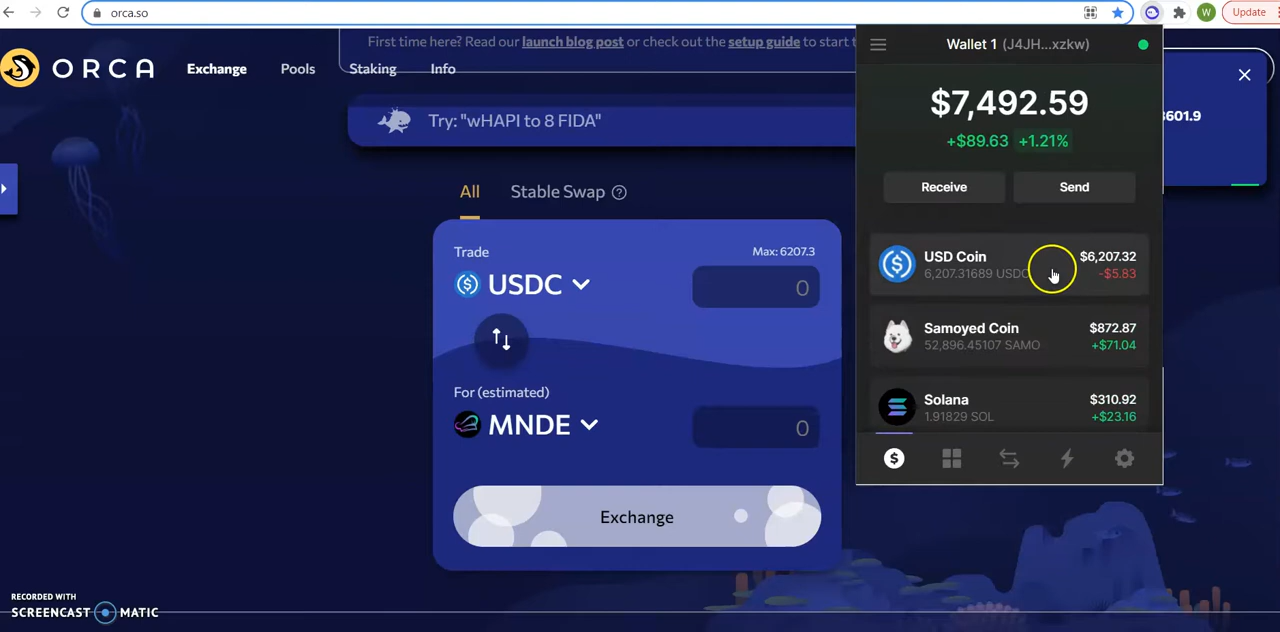 orca.so
W
Update
ORCA
Exchange
Pools
Staking
Info
First time here? Read our launch blog post or check out the setup guide to start
Try: "wHAPI to 8 FIDA"
All
Stable Swap ?
Trade
Max: 6207.3
USDC
0
For (estimated)
MNDE
0
Exchange
Wallet 1 (J4JH...xzkw)
$7,492.59
+$89.63 +1.21%
Receive
Send
USD Coin
$6,207.32
6,207.31689 USDC
-$5.83
Samoyed Coin
$872.87
52,896.45107 SAMO
+$71.04
Solana
$310.92
1.91829 SOL
+$23.16
3601.9
RECORDED WITH
SCREENCAST MATIC